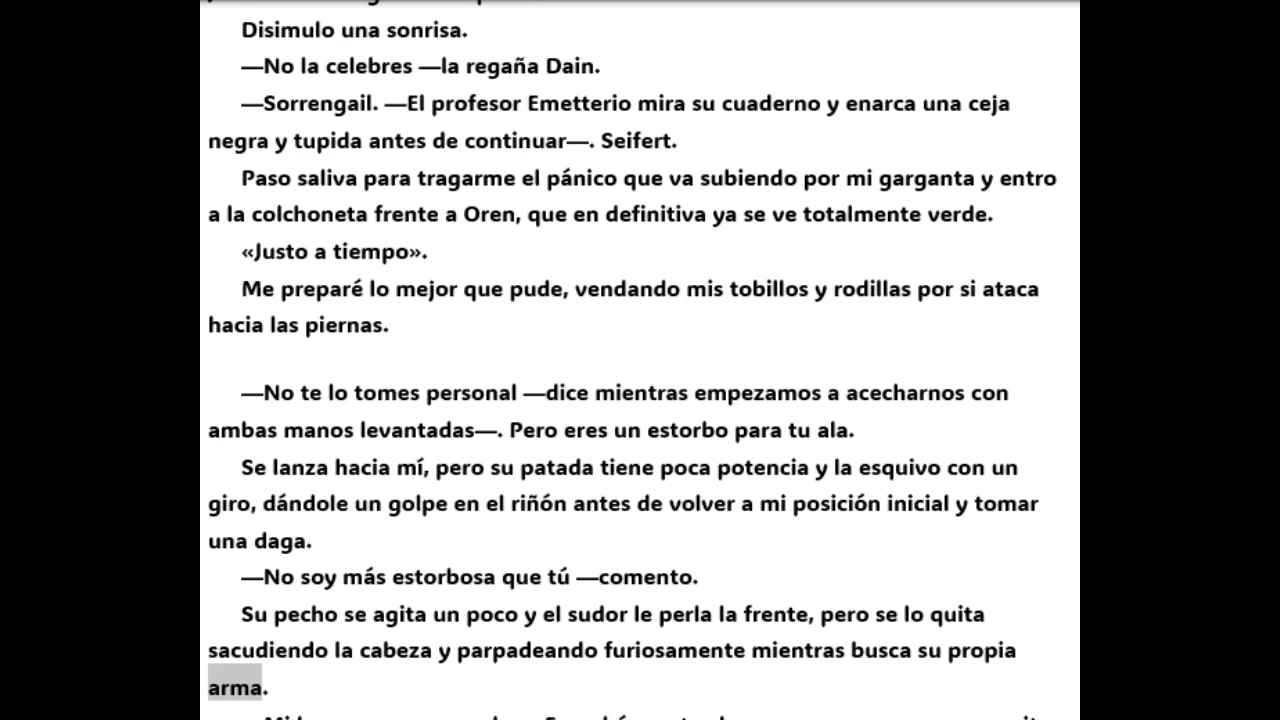 Disimulo una sonrisa.
—No la celebres —la regaña Dain.
—Sorrengail. —El profesor Emetterio mira su cuaderno y enarca una ceja
negra y tupida antes de continuar—. Seifert.
Paso saliva para tragarme el pánico que va subiendo por mi garganta y entro
a la colchoneta frente a Oren, que en definitiva ya se ve totalmente verde.
«Justo a tiempo».
Me preparé lo mejor que pude, vendando mis tobillos y rodillas por si ataca
hacia las piernas.
—No te lo tomes personal —dice mientras empezamos a acecharnos con
ambas manos levantadas—. Pero eres un estorbo para tu ala.
Se lanza hacia mí, pero su patada tiene poca potencia y la esquivo con un
giro, dándole un golpe en el riñón antes de volver a mi posición inicial y tomar
una daga.
—No soy más estorbosa que tú —comento.
Su pecho se agita un poco y el sudor le perla la frente, pero se lo quita
sacudiendo la cabeza y parpadeando furiosamente mientras busca su propia
arma.